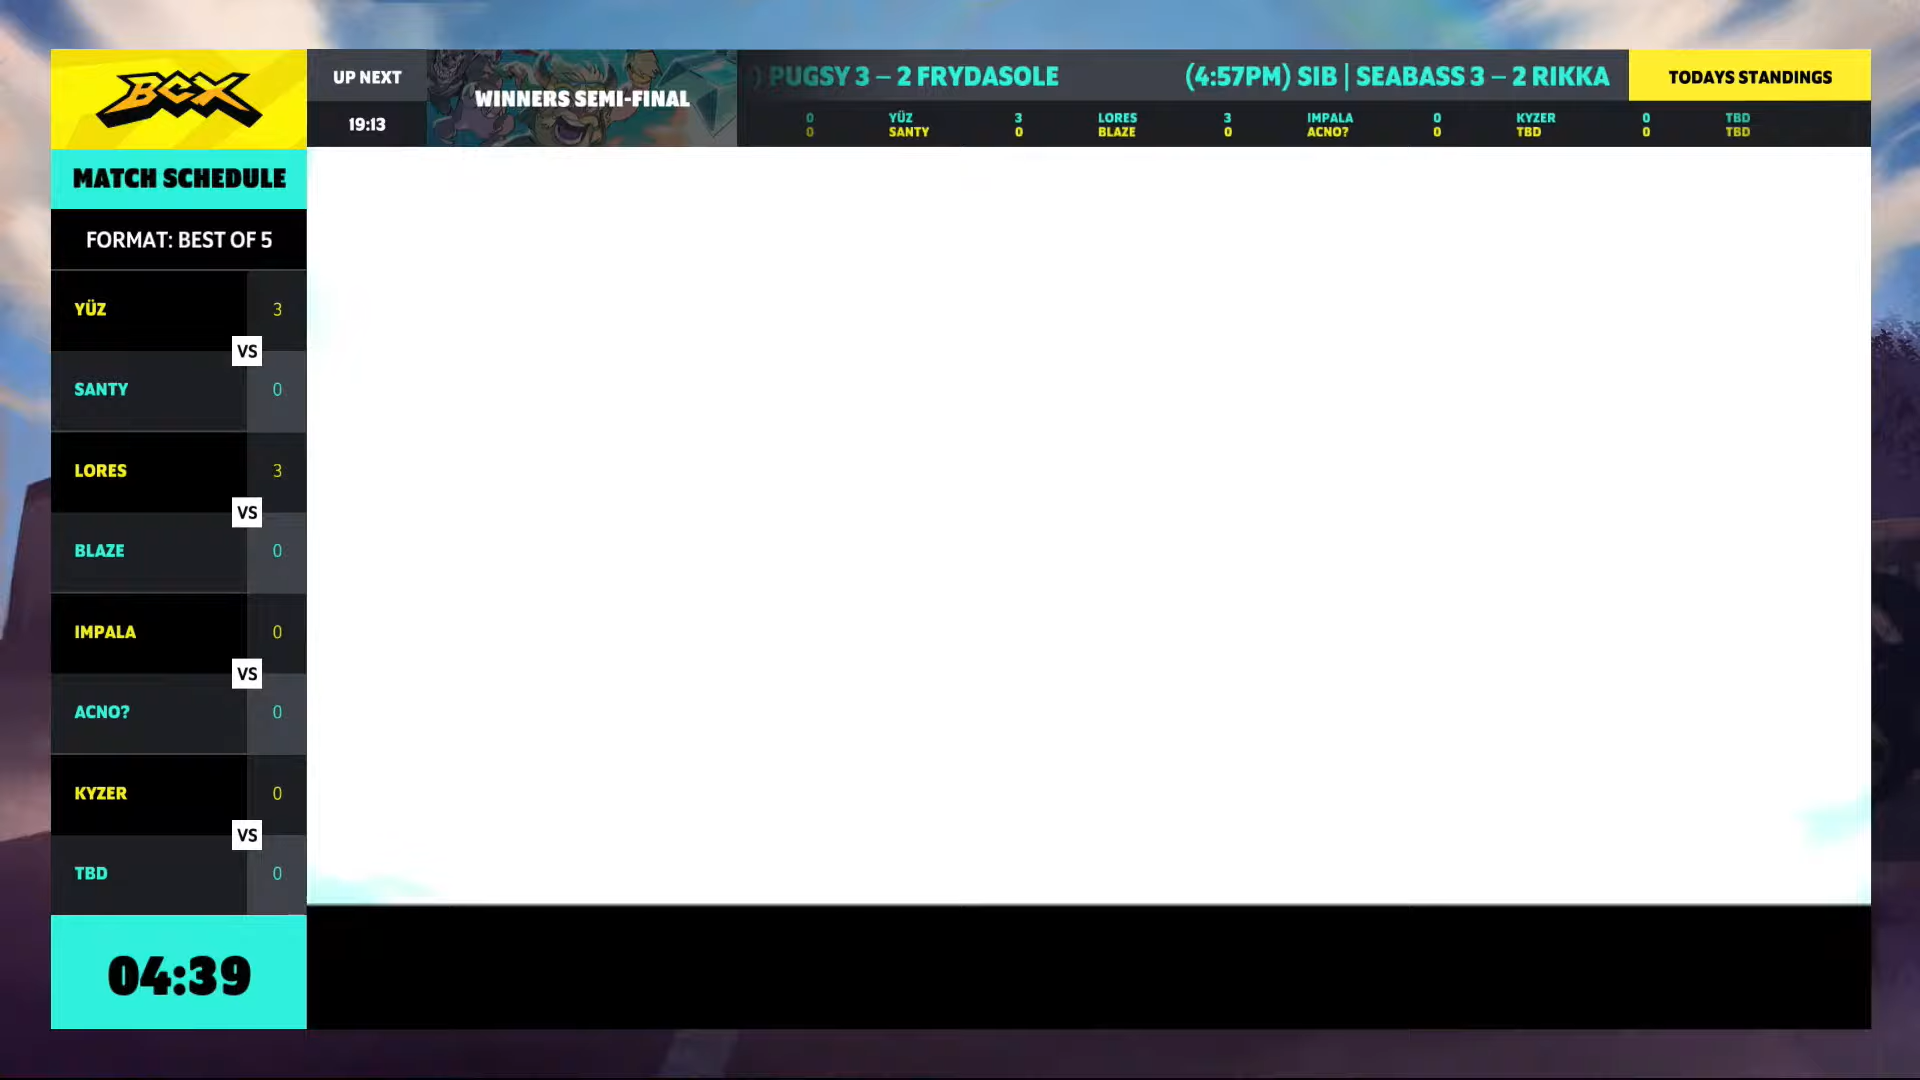 BCX
UP NEXT
19:13
WINNERS SEMI-FINAL
) PUGSY 3 – 2 FRYDASOLE (4:57PM) SIB | SEABASS 3 – 2 RIKKA
TODAYS STANDINGS
0 YÜZ 3 LORES 3 IMPALA 0 KYZER 0 TBD
0 SANTY 0 BLAZE 0 ACNO? 0 TBD 0 TBD
MATCH SCHEDULE
FORMAT: BEST OF 5
YÜZ 3
VS
SANTY 0
LORES 3
VS
BLAZE 0
IMPALA 0
VS
ACNO? 0
KYZER 0
VS
TBD 0
04:39